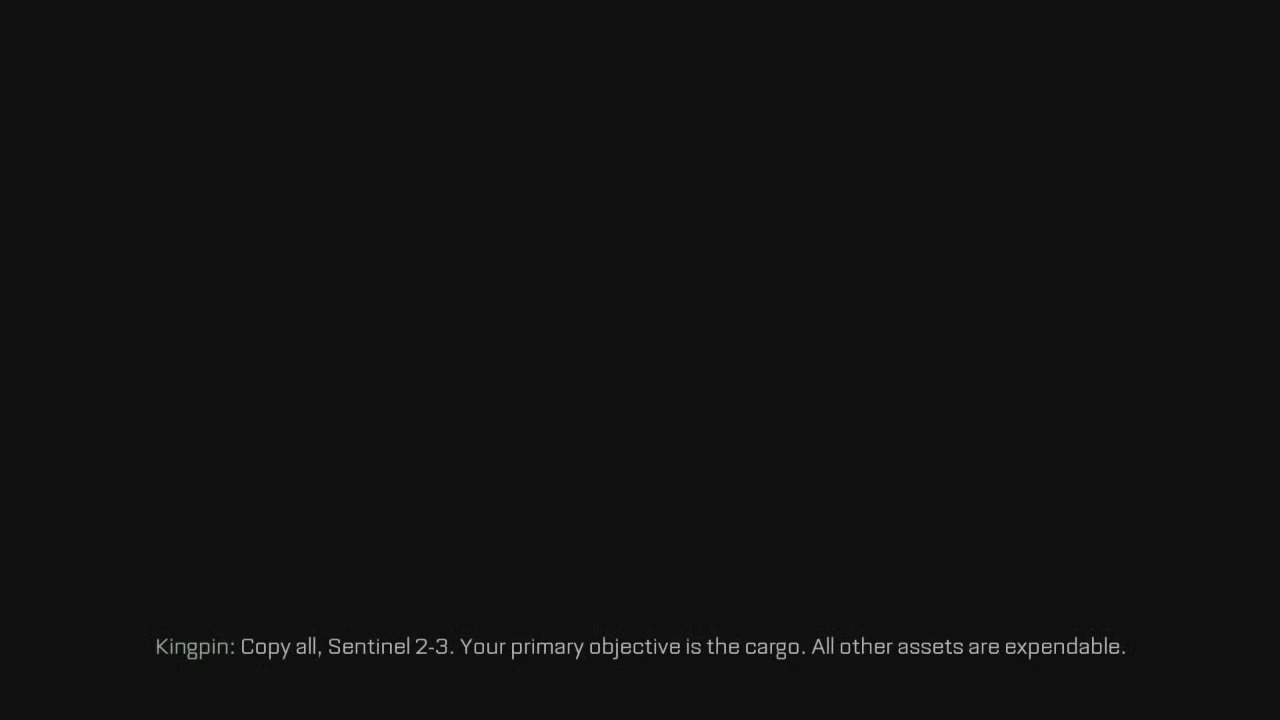 Kingpin: Copy all, Sentinel 2-3. Your primary objective is the cargo. All other assets are expendable.